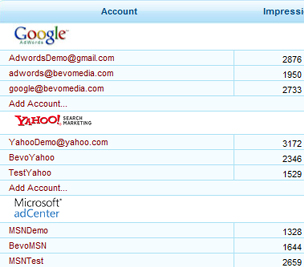 Account Impressi
Google
AdWords
AdwordsDemo@gmail.com 2876
adwords@bevomedia.com 1950
google@bevomedia.com 2733
Add Account...
YAHOO! SEARCH MARKETING
YahooDemo@yahoo.com 3172
BevoYahoo 2346
TestYahoo 1529
Add Account...
Microsoft®
adCenter
MSNDemo 1328
BevoMSN 1644
MSNTest 2659